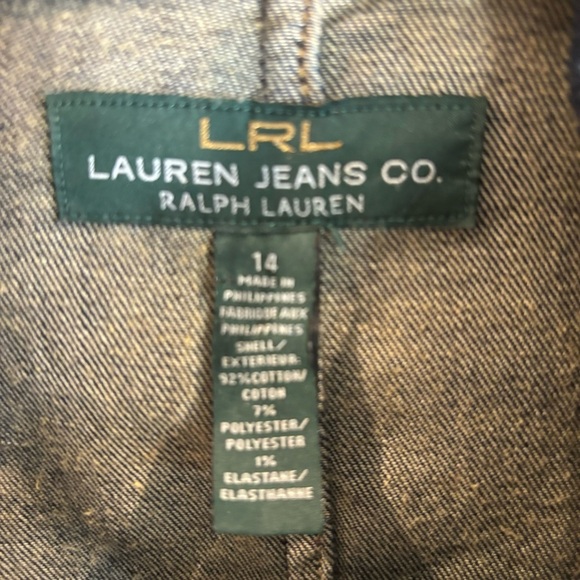 LRL
LAUREN JEANS CO.
RALPH LAUREN
14
MADE IN
PHILIPPINES
FABRIQUE AUX
PHILIPPINES
SHELL/
EXTERIEUR:
92% COTTON/
COTON
7%
POLYESTER/
POLYESTER
1%
ELASTANE/
ELASTHANNE